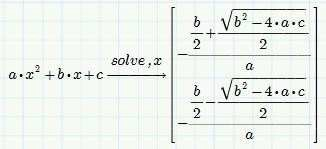 a·x² + b·x + c —solve, x→ [ −(b/2 + √(b² − 4·a·c)/2)/a
−(b/2 − √(b² − 4·a·c)/2)/a ]